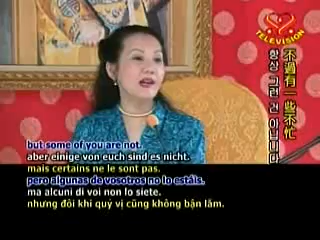 TELEVISION
不過有一些不忙
항상 그런 건 아닙니다
but some of you are not.
aber einige von euch sind es nicht.
mais certains ne le sont pas.
pero algunas de vosotros no lo estáis.
ma alcuni di voi non lo siete.
nhưng đôi khi quý vị cũng không bận lắm.